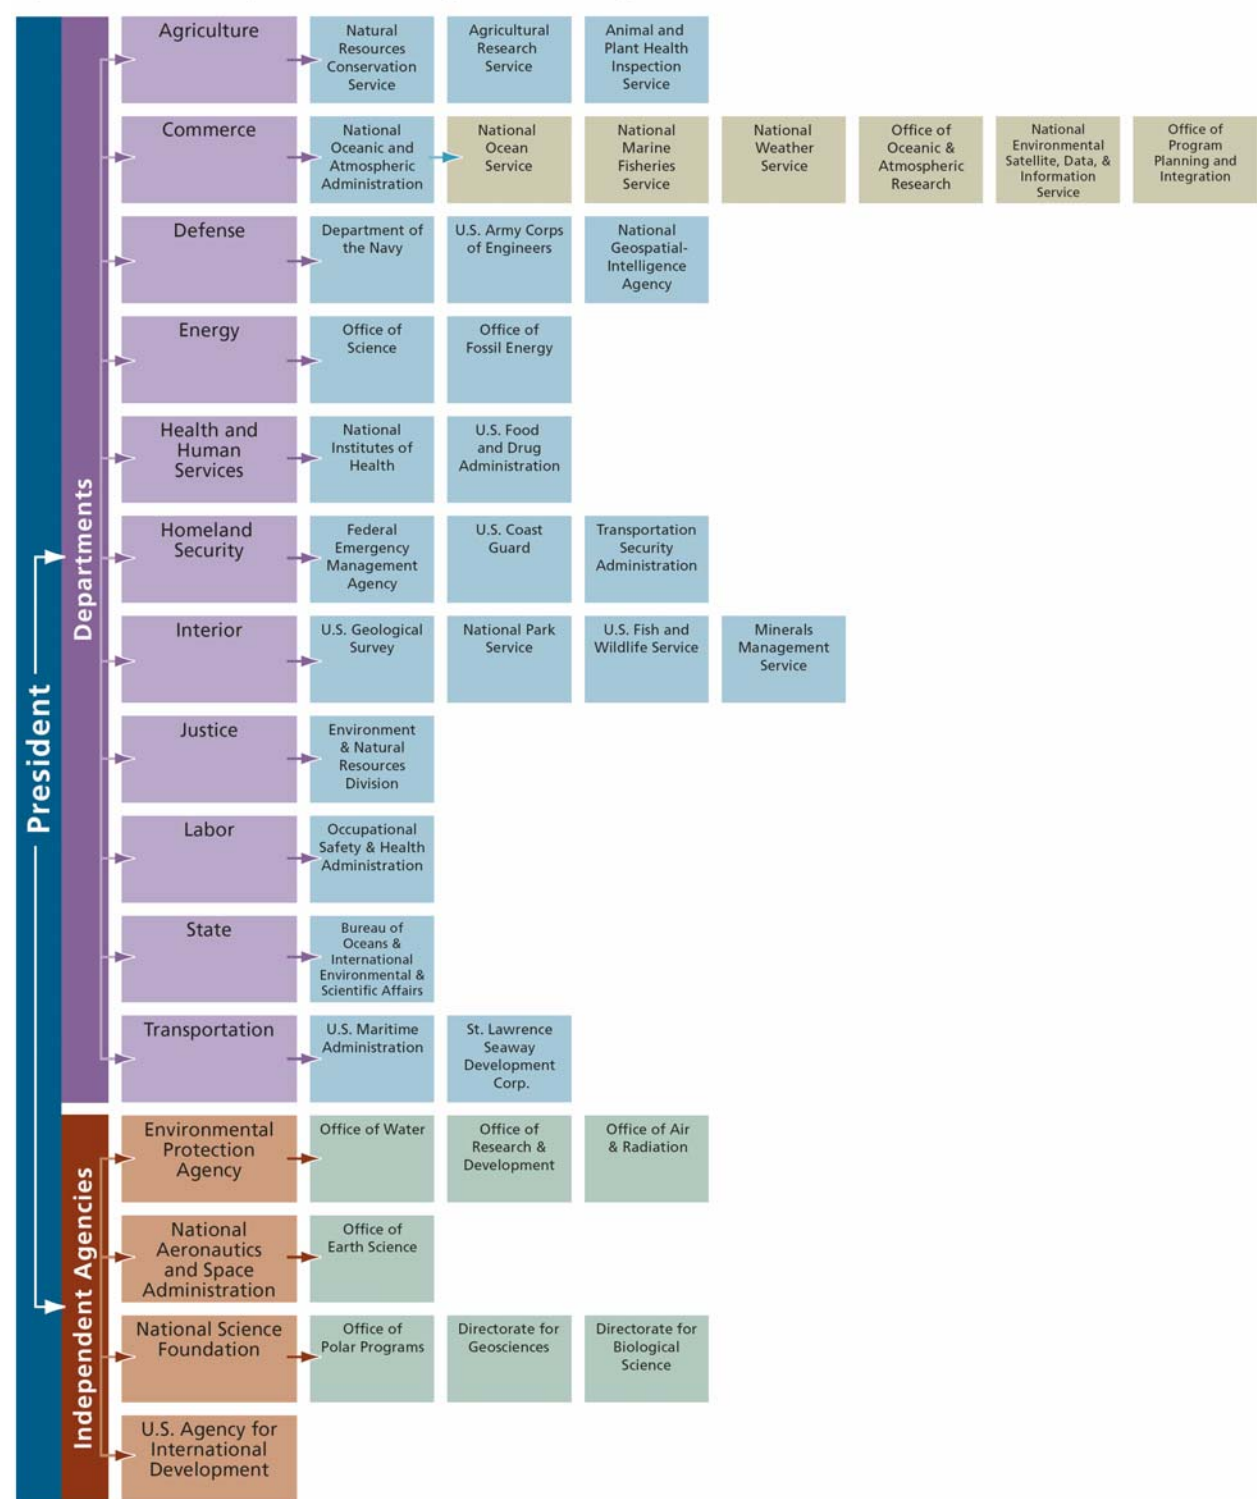 President
Departments
Agriculture
Natural
Resources
Conservation
Service
Agricultural
Research
Service
Animal and
Plant Health
Inspection
Service
Commerce
National
Oceanic and
Atmospheric
Administration
National
Ocean
Service
National
Marine
Fisheries
Service
National
Weather
Service
Office of
Oceanic &
Atmospheric
Research
National
Environmental
Satellite, Data, &
Information
Service
Office of
Program
Planning and
Integration
Defense
Department of
the Navy
U.S. Army Corps
of Engineers
National
Geospatial-
Intelligence
Agency
Energy
Office of
Science
Office of
Fossil Energy
Health and
Human
Services
National
Institutes of
Health
U.S. Food
and Drug
Administration
Homeland
Security
Federal
Emergency
Management
Agency
U.S. Coast
Guard
Transportation
Security
Administration
Interior
U.S. Geological
Survey
National Park
Service
U.S. Fish and
Wildlife Service
Minerals
Management
Service
Justice
Environment
& Natural
Resources
Division
Labor
Occupational
Safety & Health
Administration
State
Bureau of
Oceans &
International
Environmental &
Scientific Affairs
Transportation
U.S. Maritime
Administration
St. Lawrence
Seaway
Development
Corp.
Independent Agencies
Environmental
Protection
Agency
Office of Water
Office of
Research &
Development
Office of Air
& Radiation
National
Aeronautics
and Space
Administration
Office of
Earth Science
National Science
Foundation
Office of
Polar Programs
Directorate for
Geosciences
Directorate for
Biological
Science
U.S. Agency for
International
Development